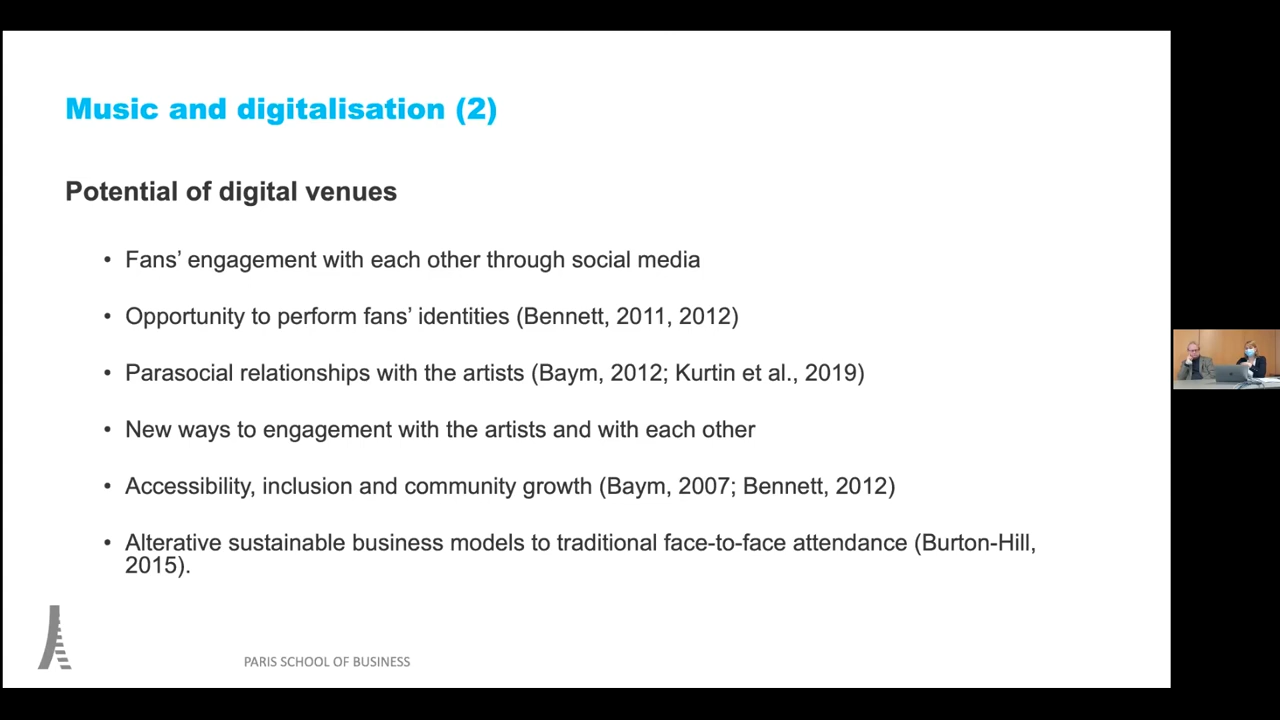 Music and digitalisation (2)
Potential of digital venues
• Fans’ engagement with each other through social media
• Opportunity to perform fans’ identities (Bennett, 2011, 2012)
• Parasocial relationships with the artists (Baym, 2012; Kurtin et al., 2019)
• New ways to engagement with the artists and with each other
• Accessibility, inclusion and community growth (Baym, 2007; Bennett, 2012)
• Alterative sustainable business models to traditional face-to-face attendance (Burton-Hill,
2015).
PARIS SCHOOL OF BUSINESS